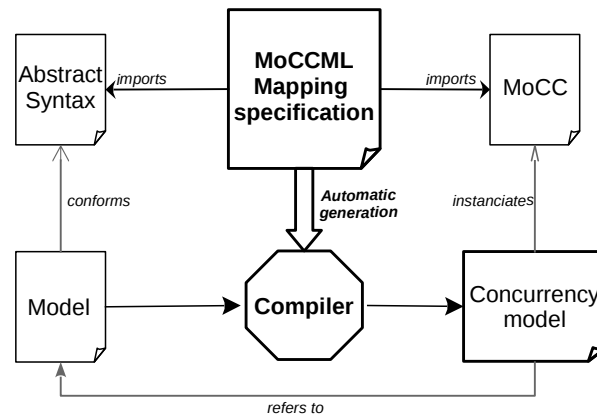 Abstract
Syntax
imports
MoCCML
Mapping
specification
imports
MoCC
conforms
Automatic
generation
instanciates
Model
Compiler
Concurrency
model
refers to